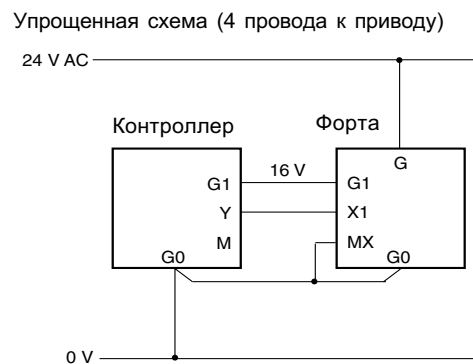 Упрощенная схема (4 провода к приводу)
24 V AC
Контроллер
Форта
G
16 V
G1
G1
Y
X1
M
MX
G0
G0
0 V